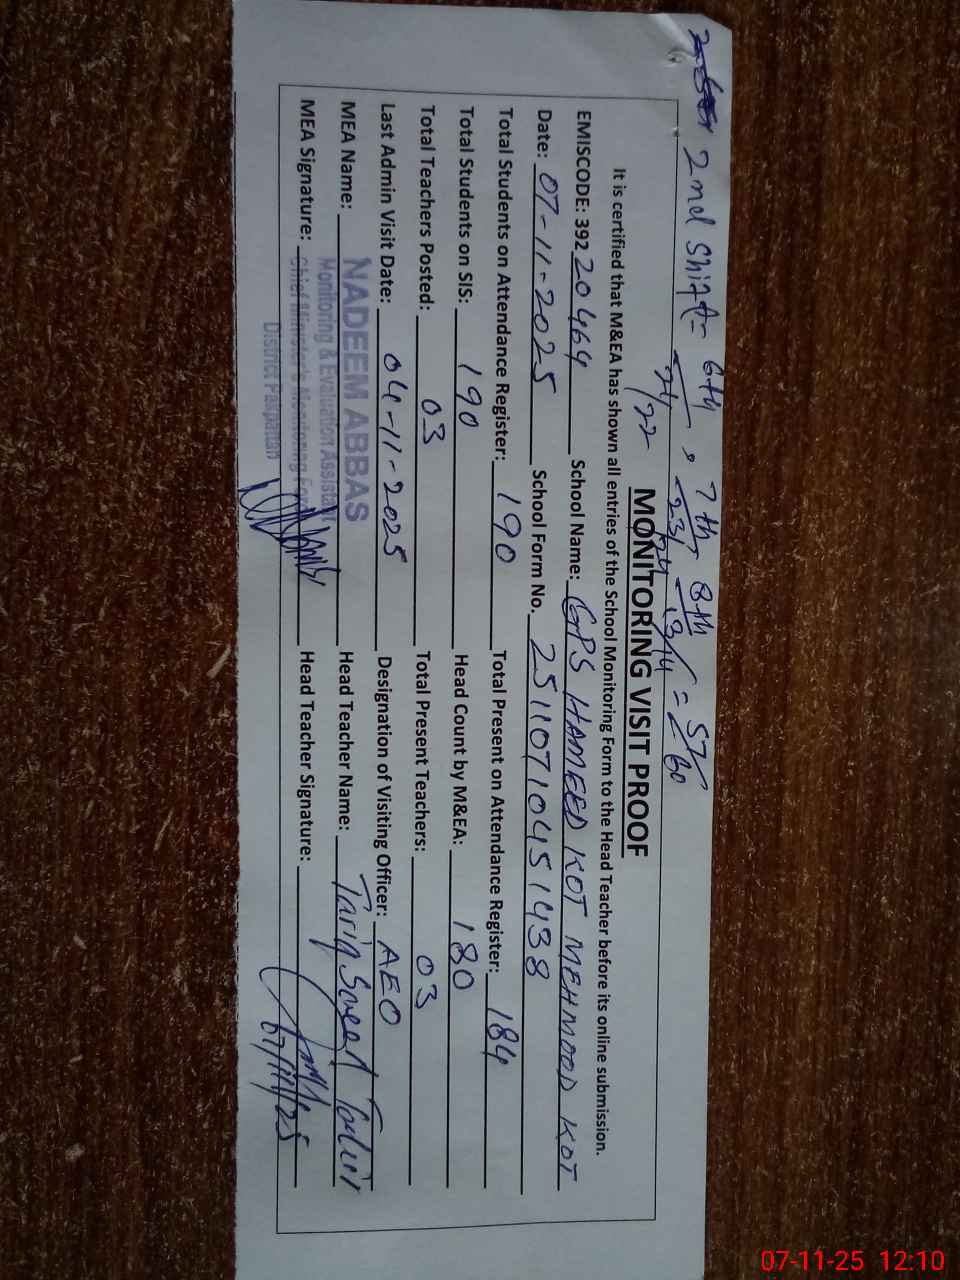 2nd Shift- 6th, 7th 8th = 57/60
21/22 23/24 13/14
MONITORING VISIT PROOF
It is certified that M&EA has shown all entries of the School Monitoring Form to the Head Teacher before its online submission.
EMISCODE: 39220464 School Name: GPS HAMEED KOT MEHMOOD KOT
Date: 07-11-2025 School Form No. 25110710451438
Total Students on Attendance Register: 190 Total Present on Attendance Register: 184
Total Students on SIS: 190 Head Count by M&EA: 180
Total Teachers Posted: 03 Total Present Teachers: 03
Last Admin Visit Date: 04-11-2025 Designation of Visiting Officer: AEO
MEA Name: NADEEM ABBAS Head Teacher Name: Tariq Saeed
Monitoring & Evaluation Assistant
MEA Signature: Head Teacher Signature:
Chief Minister's Monitoring Force
District Pakpattan
07/11/25
07-11-25 12:10